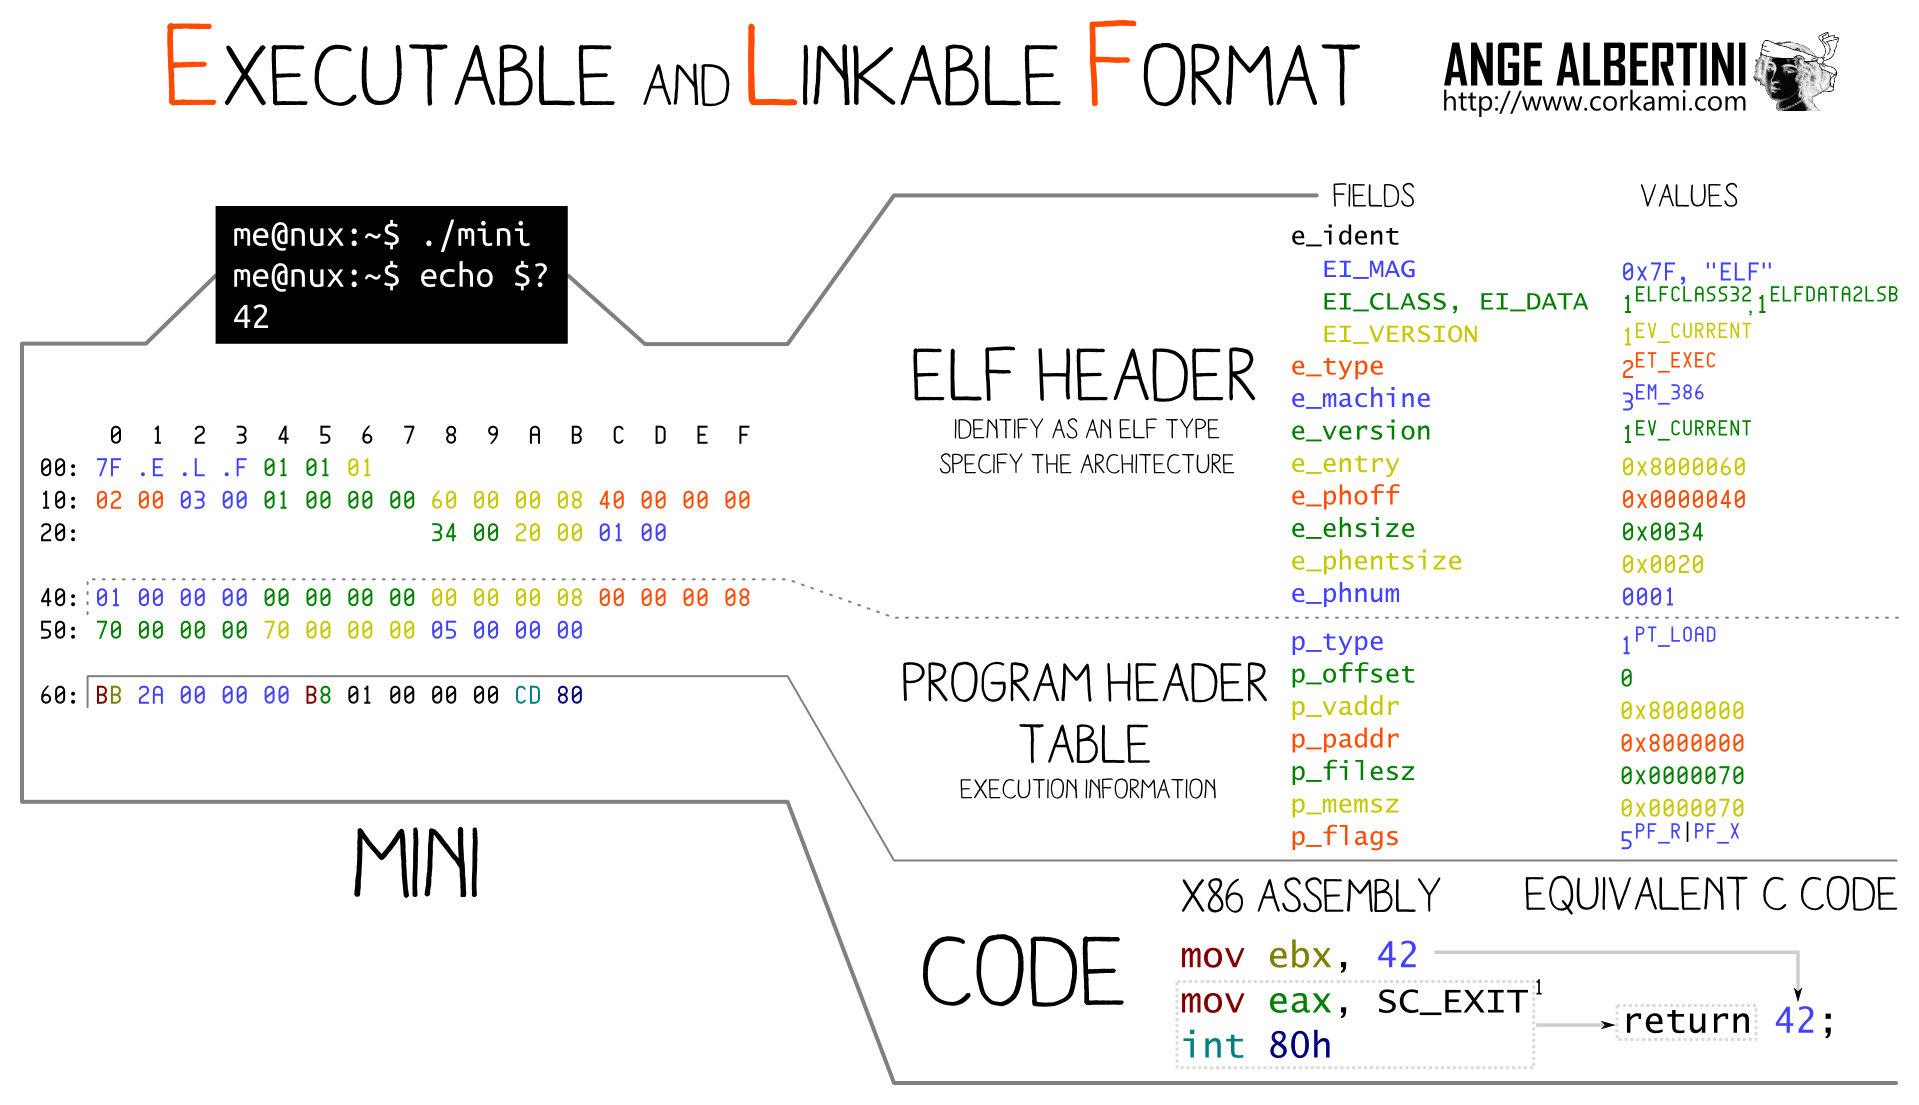 EXECUTABLE AND LINKABLE FORMAT
ANGE ALBERTINI
http://www.corkami.com
me@nux:~$ ./mini
me@nux:~$ echo $?
42
0 1 2 3 4 5 6 7 8 9 A B C D E F
00: 7F .E .L .F 01 01 01
10: 02 00 03 00 01 00 00 00 60 00 00 08 40 00 00 00
20: 34 00 20 00 01 00
40: 01 00 00 00 00 00 00 00 00 00 00 08 00 00 00 08
50: 70 00 00 00 70 00 00 00 05 00 00 00
60: BB 2A 00 00 00 B8 01 00 00 00 CD 80
MINI
ELF HEADER
IDENTIFY AS AN ELF TYPE
SPECIFY THE ARCHITECTURE
FIELDS VALUES
e_ident
EI_MAG 0x7F, "ELF"
EI_CLASS, EI_DATA 1ELFCLASS32,1ELFDATA2LSB
EI_VERSION 1EV_CURRENT
e_type 2ET_EXEC
e_machine 3EM_386
e_version 1EV_CURRENT
e_entry 0x8000060
e_phoff 0x0000040
e_ehsize 0x0034
e_phentsize 0x0020
e_phnum 0001
PROGRAM HEADER
TABLE
EXECUTION INFORMATION
p_type 1PT_LOAD
p_offset 0
p_vaddr 0x8000000
p_paddr 0x8000000
p_filesz 0x0000070
p_memsz 0x0000070
p_flags 5PF_R|PF_X
CODE
X86 ASSEMBLY EQUIVALENT C CODE
mov ebx, 42
mov eax, SC_EXIT1
int 80h
return 42;